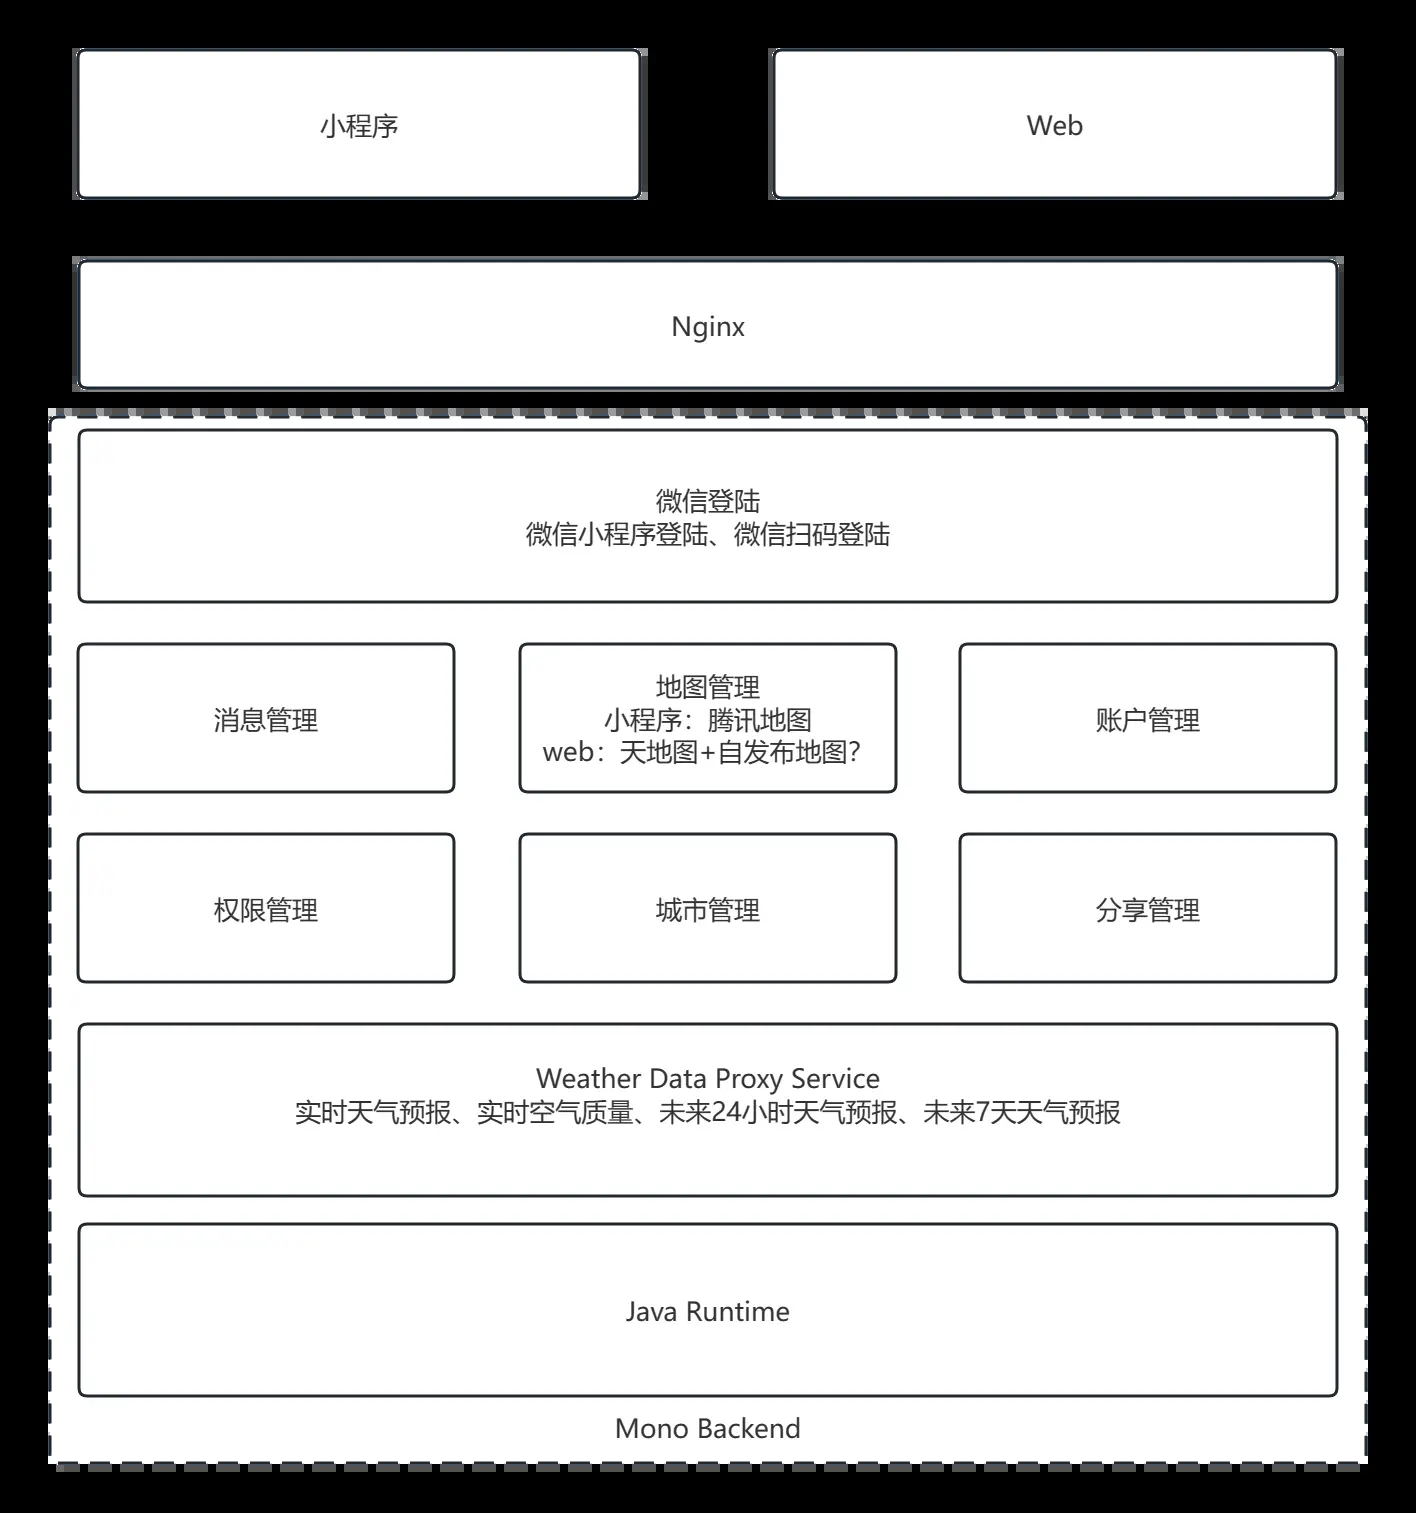 小程序
Web
Nginx
微信登陆
微信小程序登陆、微信扫码登陆
消息管理
地图管理
小程序：腾讯地图
web：天地图+自发布地图？
账户管理
权限管理
城市管理
分享管理
Weather Data Proxy Service
实时天气预报、实时空气质量、未来24小时天气预报、未来7天天气预报
Java Runtime
Mono Backend